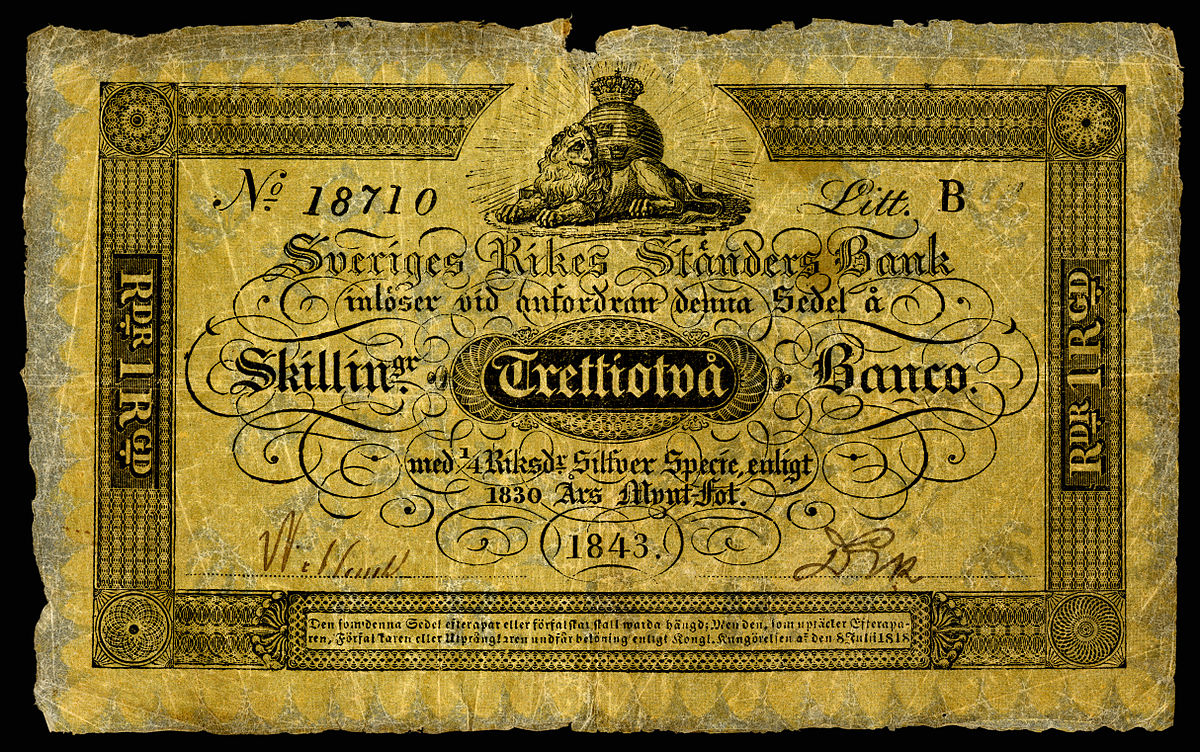 No. 18710 Litt. B
Sveriges Rikes Ständers Bank
inlöser vid anfordran denna Sedel å
Skillingr. Trettiotvå Banco.
med 1/4 Riksdr Silfver Specie, enligt
1830 Års Mynt-Fot.
1843.
RDR 1 RGD
RDR 1 RGD
Den som denna Sedel efterapar eller förfalskar skall warda hängd; Men den, som uptäcker Efterapa-
ren, Förfalskaren eller Utprånglaren undfår belöning enligt Kongl. Kungörelsen af den 8 Julii 1818